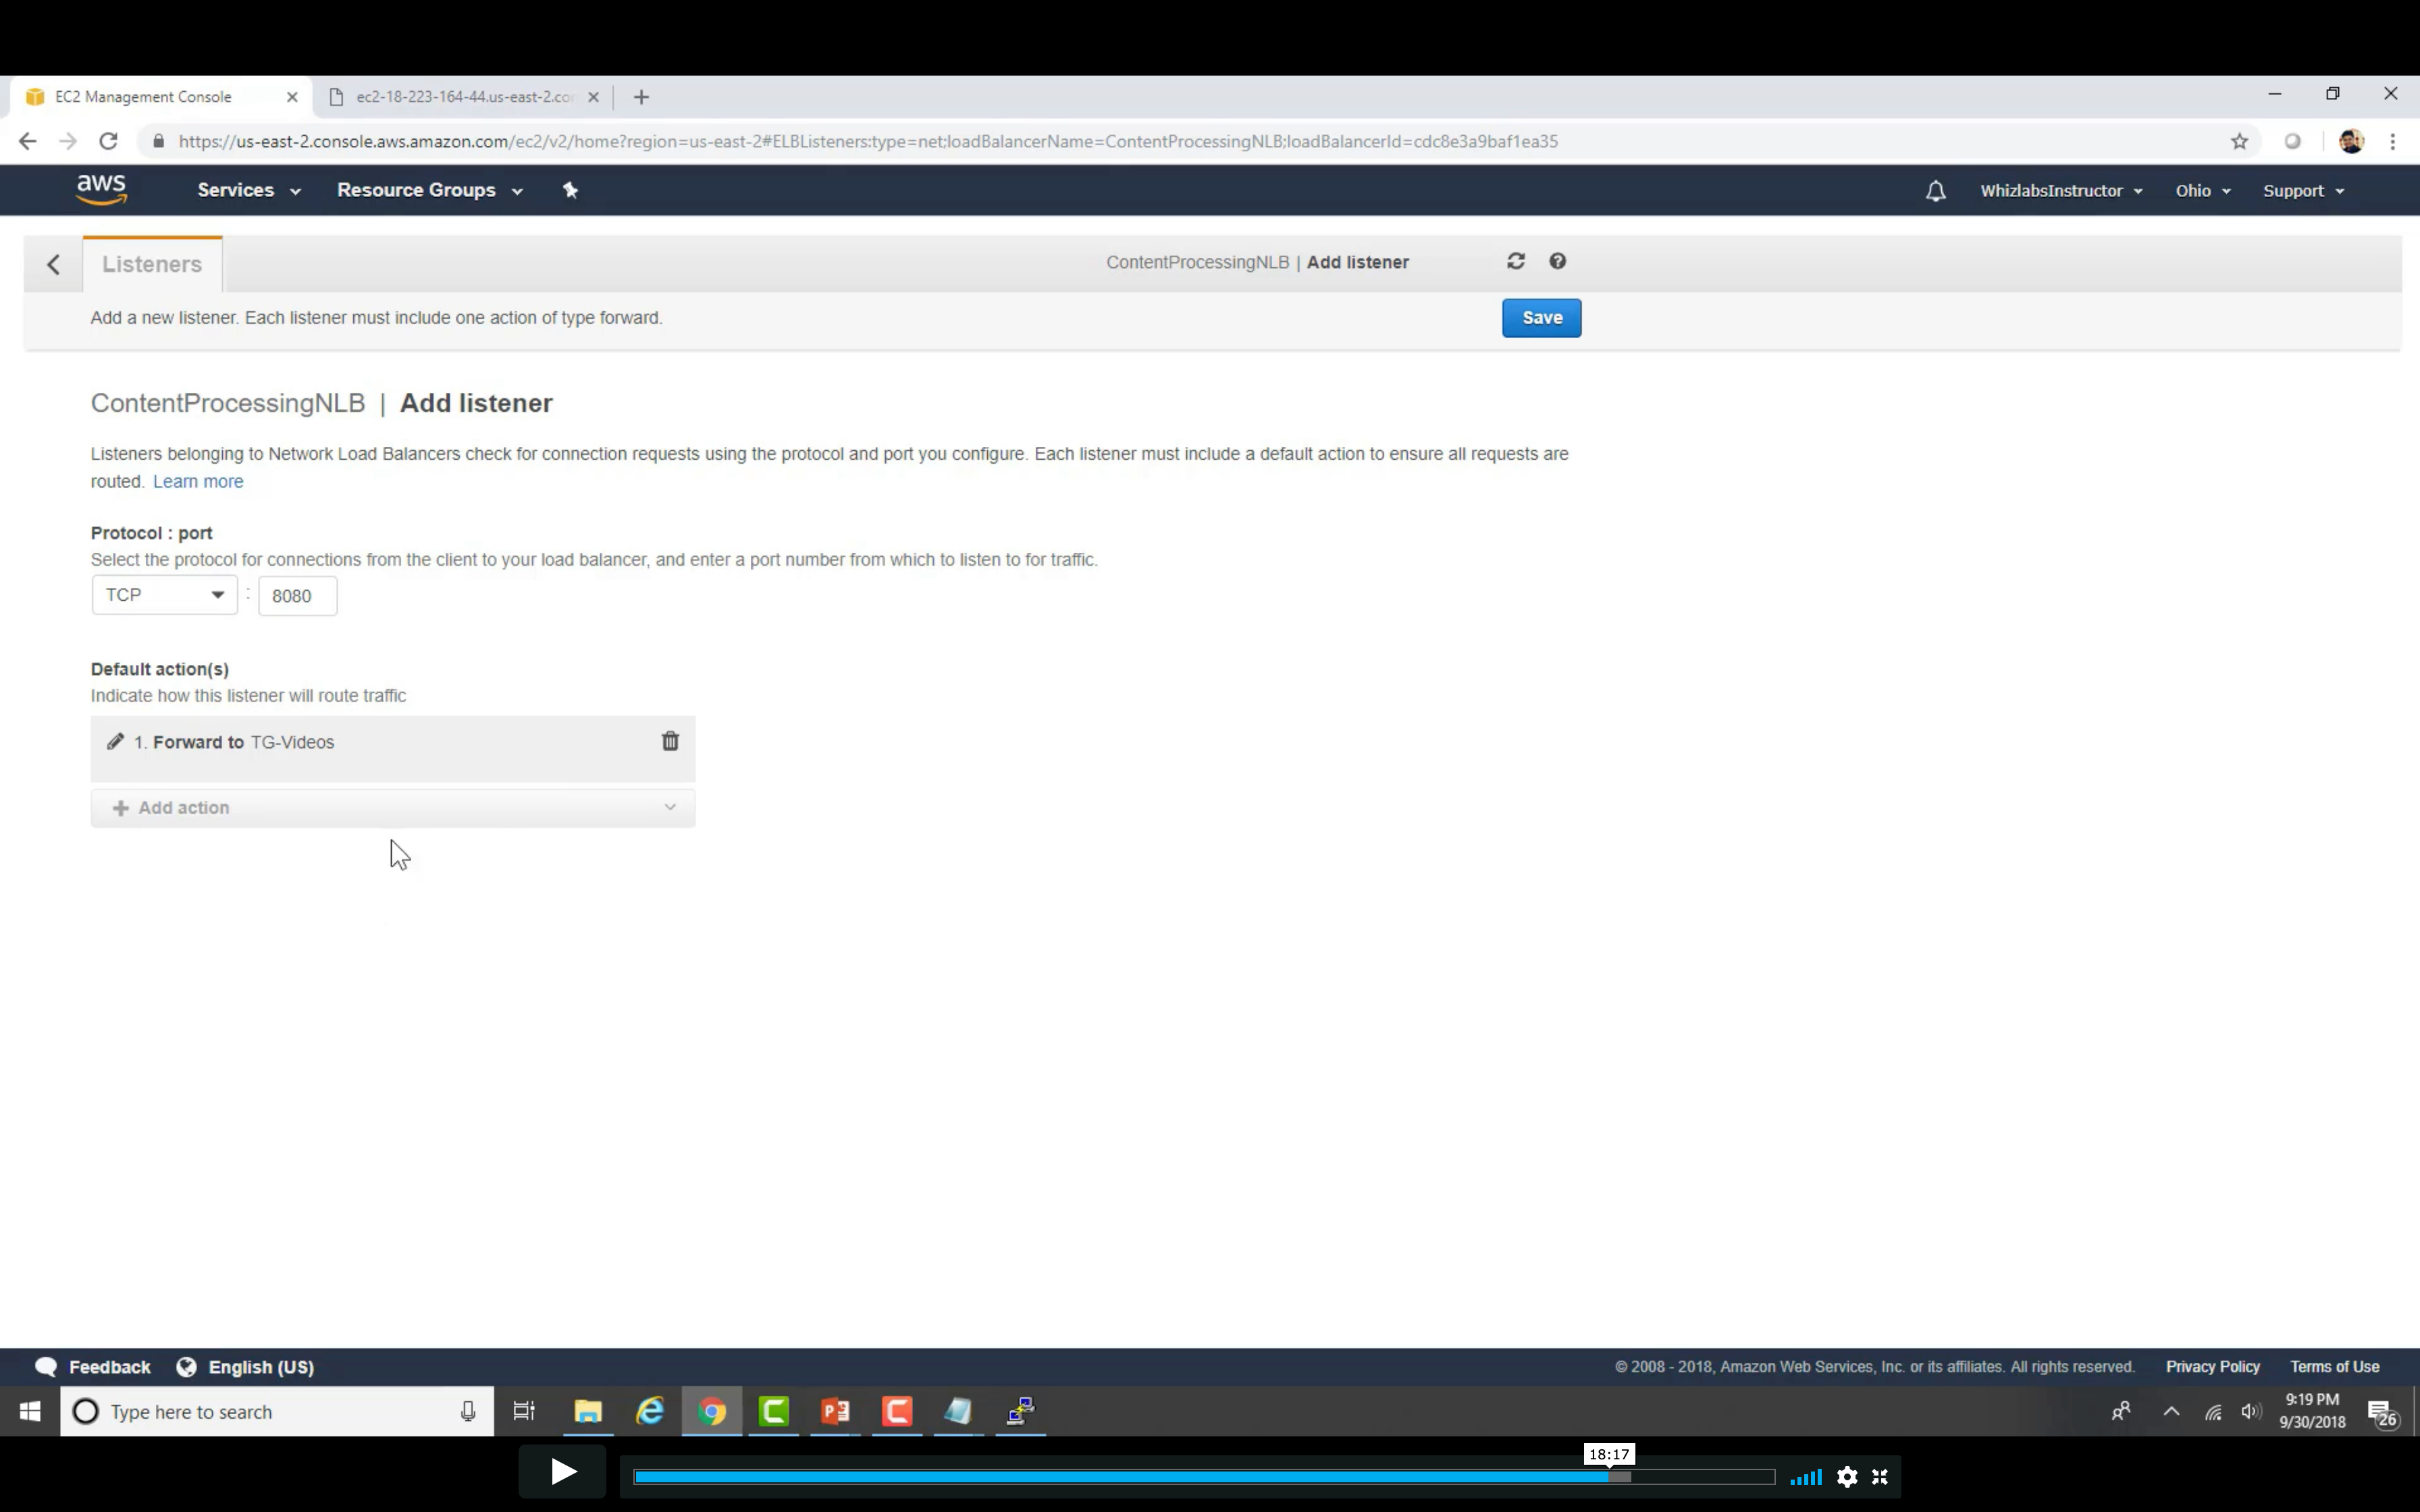 EC2 Management Console
ec2-18-223-164-44.us-east-2.co
https://us-east-2.console.aws.amazon.com/ec2/v2/home?region=us-east-2#ELBListeners:type=net;loadBalancerName=ContentProcessingNLB;loadBalancerId=cdc8e3a9baf1ea35
aws Services Resource Groups WhizlabsInstructor Ohio Support
Listeners ContentProcessingNLB | Add listener
Add a new listener. Each listener must include one action of type forward. Save
ContentProcessingNLB | Add listener
Listeners belonging to Network Load Balancers check for connection requests using the protocol and port you configure. Each listener must include a default action to ensure all requests are
routed. Learn more
Protocol : port
Select the protocol for connections from the client to your load balancer, and enter a port number from which to listen to for traffic.
TCP : 8080
Default action(s)
Indicate how this listener will route traffic
1. Forward to TG-Videos
Add action
Feedback English (US) © 2008 - 2018, Amazon Web Services, Inc. or its affiliates. All rights reserved. Privacy Policy Terms of Use
Type here to search
9:19 PM
9/30/2018
26
18:17